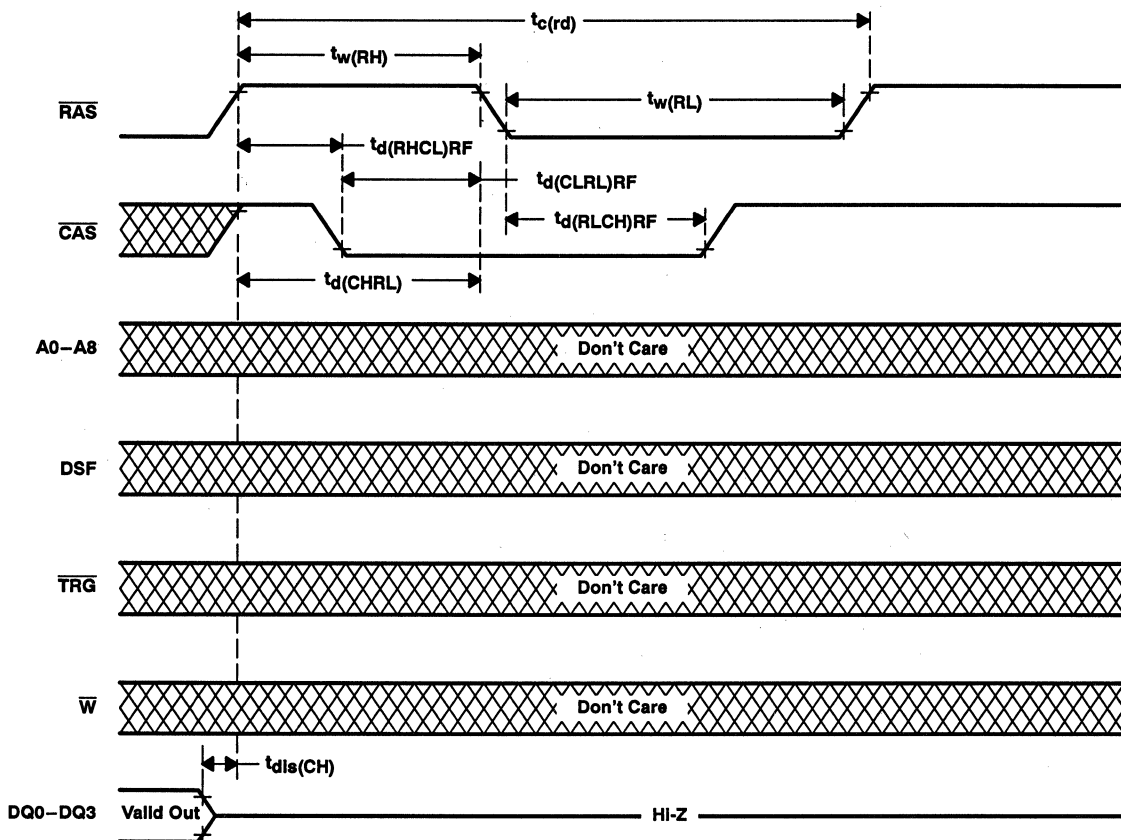 tc(rd)
tw(RH)
RAS
tw(RL)
td(RHCL)RF
td(CLRL)RF
CAS
td(RLCH)RF
td(CHRL)
A0–A8 Don't Care
DSF Don't Care
TRG Don't Care
W Don't Care
tdis(CH)
DQ0–DQ3 Valid Out Hi-Z